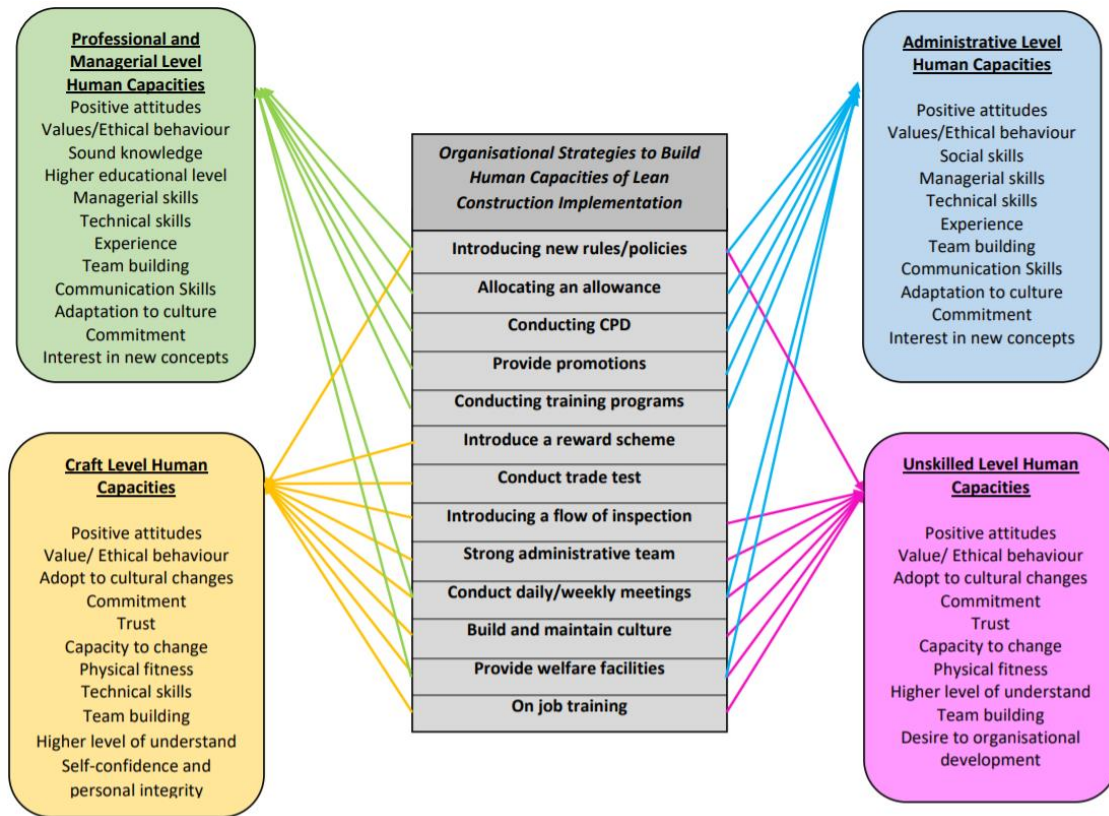 Professional and
Managerial Level
Human Capacities
Positive attitudes
Values/Ethical behaviour
Sound knowledge
Higher educational level
Managerial skills
Technical skills
Experience
Team building
Communication Skills
Adaptation to culture
Commitment
Interest in new concepts
Organisational Strategies to Build
Human Capacities of Lean
Construction Implementation
Introducing new rules/policies
Allocating an allowance
Conducting CPD
Provide promotions
Conducting training programs
Introduce a reward scheme
Conduct trade test
Introducing a flow of inspection
Strong administrative team
Conduct daily/weekly meetings
Build and maintain culture
Provide welfare facilities
On job training
Administrative Level
Human Capacities
Positive attitudes
Values/Ethical behaviour
Social skills
Managerial skills
Technical skills
Experience
Team building
Communication Skills
Adaptation to culture
Commitment
Interest in new concepts
Craft Level Human
Capacities
Positive attitudes
Value/ Ethical behaviour
Adopt to cultural changes
Commitment
Trust
Capacity to change
Physical fitness
Technical skills
Team building
Higher level of understand
Self-confidence and
personal integrity
Unskilled Level Human
Capacities
Positive attitudes
Value/ Ethical behaviour
Adopt to cultural changes
Commitment
Trust
Capacity to change
Physical fitness
Higher level of understand
Team building
Desire to organisational
development